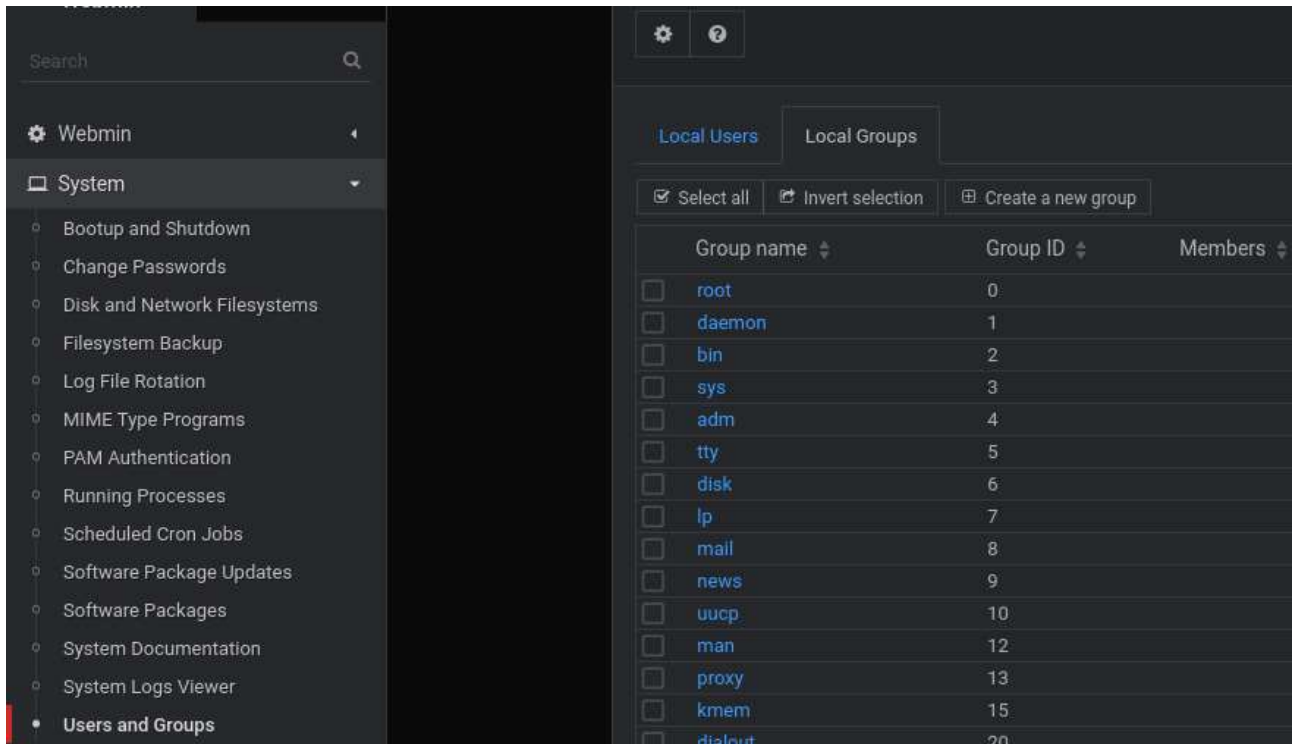 Webmin
Search
Webmin
System
Bootup and Shutdown
Change Passwords
Disk and Network Filesystems
Filesystem Backup
Log File Rotation
MIME Type Programs
PAM Authentication
Running Processes
Scheduled Cron Jobs
Software Package Updates
Software Packages
System Documentation
System Logs Viewer
Users and Groups
Local Users Local Groups
Select all Invert selection Create a new group
Group name Group ID Members
root 0
daemon 1
bin 2
sys 3
adm 4
tty 5
disk 6
lp 7
mail 8
news 9
uucp 10
man 12
proxy 13
kmem 15
dialout 20